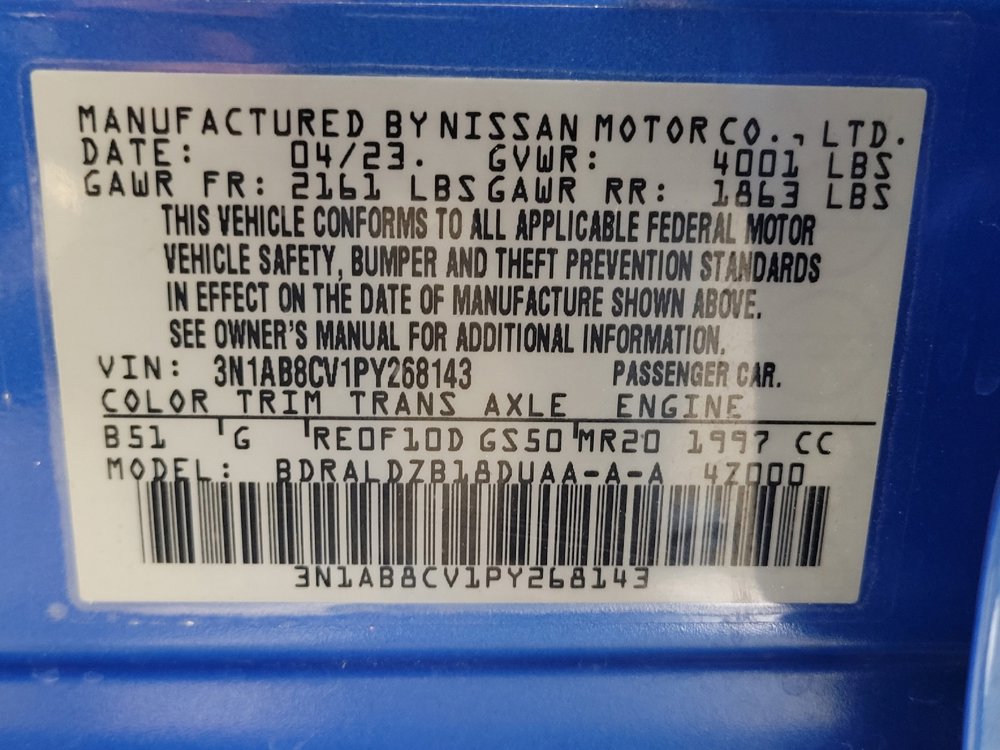 MANUFACTURED BY NISSAN MOTOR CO., LTD.
DATE: 04/23. GVWR: 4001 LBS
GAWR FR: 2161 LBS GAWR RR: 1863 LBS
THIS VEHICLE CONFORMS TO ALL APPLICABLE FEDERAL MOTOR
VEHICLE SAFETY, BUMPER AND THEFT PREVENTION STANDARDS
IN EFFECT ON THE DATE OF MANUFACTURE SHOWN ABOVE.
SEE OWNER'S MANUAL FOR ADDITIONAL INFORMATION.
VIN: 3N1AB8CV1PY268143 PASSENGER CAR.
COLOR TRIM TRANS AXLE ENGINE
B51 G RE0F10D GS50 MR20 1997 CC
MODEL: BDRALDZB18DUAA-A-A 4Z000
3N1AB8CV1PY268143